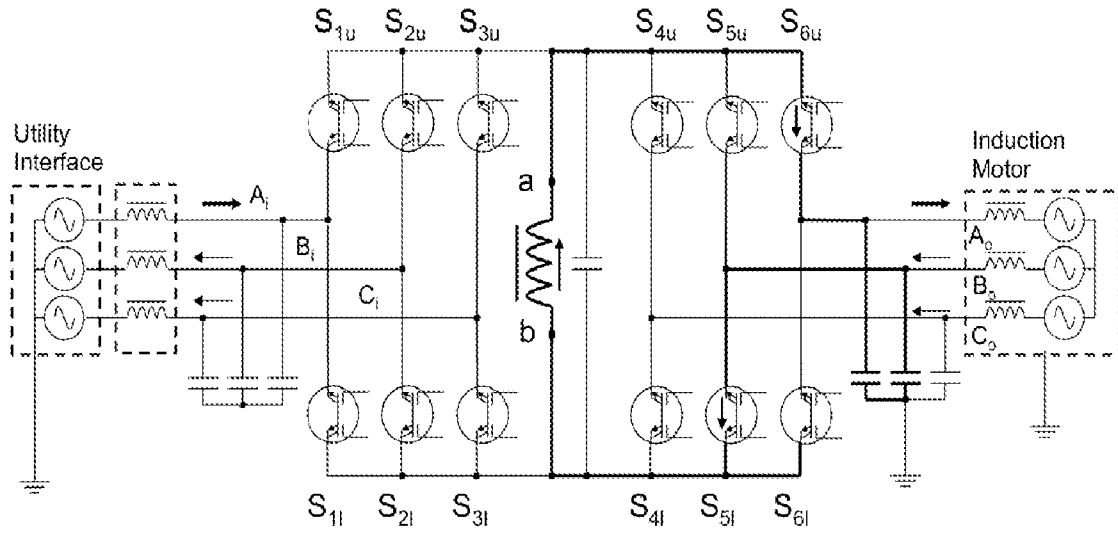 S1u S2u S3u S4u S5u S6u
Utility
Interface
Induction
Motor
Ai
Bi
Ci
a
b
Ao
Bo
Co
S1l S2l S3l S4l S5l S6l